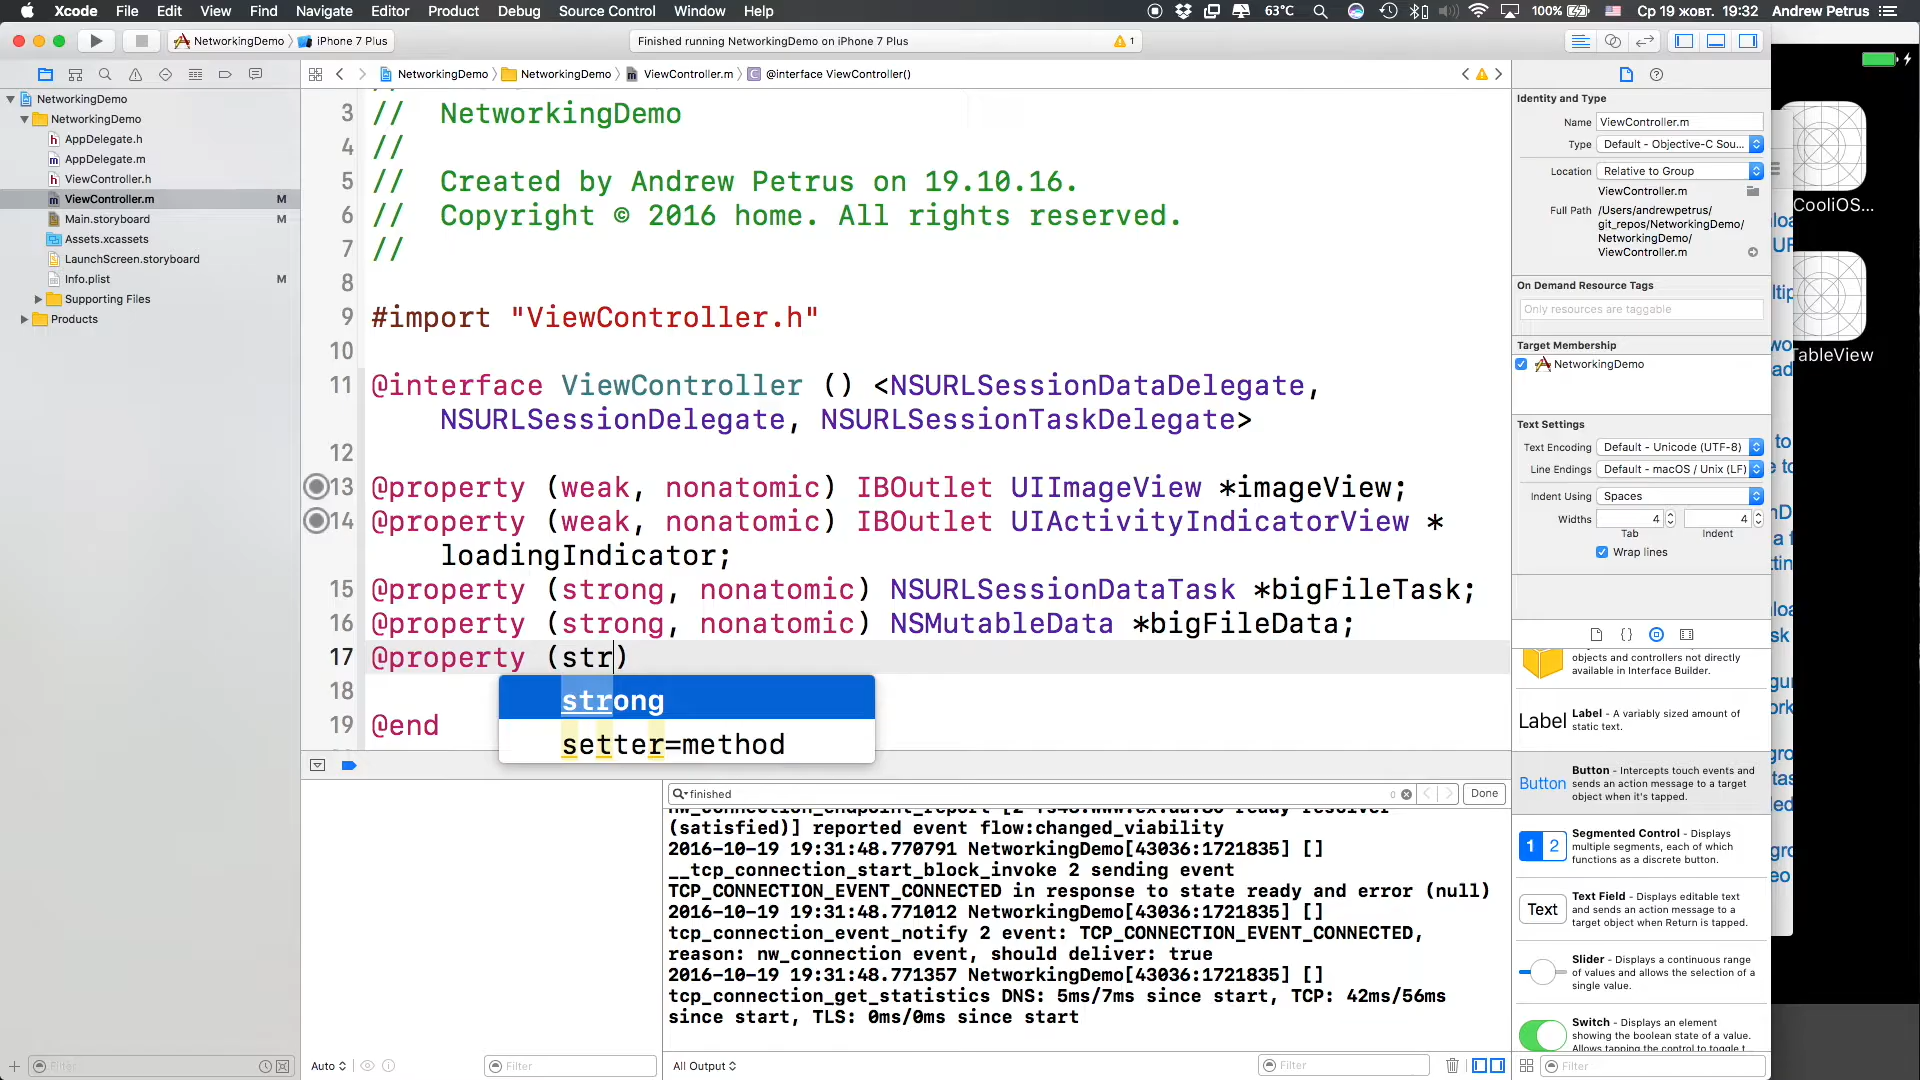 Xcode File Edit View Find Navigate Editor Product Debug Source Control Window Help 63°C 100% Ср 19 жовт. 19:32 Andrew Petrus
NetworkingDemo iPhone 7 Plus Finished running NetworkingDemo on iPhone 7 Plus 1
NetworkingDemo NetworkingDemo ViewController.m @interface ViewController()
NetworkingDemo
NetworkingDemo
AppDelegate.h
AppDelegate.m
ViewController.h
ViewController.m M
Main.storyboard M
Assets.xcassets
LaunchScreen.storyboard
Info.plist M
Supporting Files
Products
3 // NetworkingDemo
4 //
5 // Created by Andrew Petrus on 19.10.16.
6 // Copyright © 2016 home. All rights reserved.
7 //
8
9 #import "ViewController.h"
10
11 @interface ViewController () <NSURLSessionDataDelegate,
NSURLSessionDelegate, NSURLSessionTaskDelegate>
12
13 @property (weak, nonatomic) IBOutlet UIImageView *imageView;
14 @property (weak, nonatomic) IBOutlet UIActivityIndicatorView *
loadingIndicator;
15 @property (strong, nonatomic) NSURLSessionDataTask *bigFileTask;
16 @property (strong, nonatomic) NSMutableData *bigFileData;
17 @property (str)
18
19 @end
strong
setter=method
finished 0 Done
(satisfied)] reported event flow:changed_viability
2016-10-19 19:31:48.770791 NetworkingDemo[43036:1721835] []
__tcp_connection_start_block_invoke 2 sending event
TCP_CONNECTION_EVENT_CONNECTED in response to state ready and error (null)
2016-10-19 19:31:48.771012 NetworkingDemo[43036:1721835] []
tcp_connection_event_notify 2 event: TCP_CONNECTION_EVENT_CONNECTED,
reason: nw_connection event, should deliver: true
2016-10-19 19:31:48.771357 NetworkingDemo[43036:1721835] []
tcp_connection_get_statistics DNS: 5ms/7ms since start, TCP: 42ms/56ms
since start, TLS: 0ms/0ms since start
Filter
Auto
Filter
All Output
Filter
Filter
Identity and Type
Name ViewController.m
Type Default - Objective-C Sou...
Location Relative to Group
ViewController.m
Full Path /Users/andrewpetrus/
git_repos/NetworkingDemo/
NetworkingDemo/
ViewController.m
On Demand Resource Tags
Only resources are taggable
Target Membership
NetworkingDemo
Text Settings
Text Encoding Default - Unicode (UTF-8)
Line Endings Default - macOS / Unix (LF)
Indent Using Spaces
Widths 4 4
Tab Indent
Wrap lines
objects and controllers not directly
available in Interface Builder.
Label Label - A variably sized amount of
static text.
Button Button - Intercepts touch events and
sends an action message to a target
object when it's tapped.
1 2 Segmented Control - Displays
multiple segments, each of which
functions as a discrete button.
Text Text Field - Displays editable text
and sends an action message to a
target object when Return is tapped.
Slider - Displays a continuous range
of values and allows the selection of a
single value.
Switch - Displays an element
showing the boolean state of a value.
Allows tapping the control to toggle t...
CooliOS...
TableView